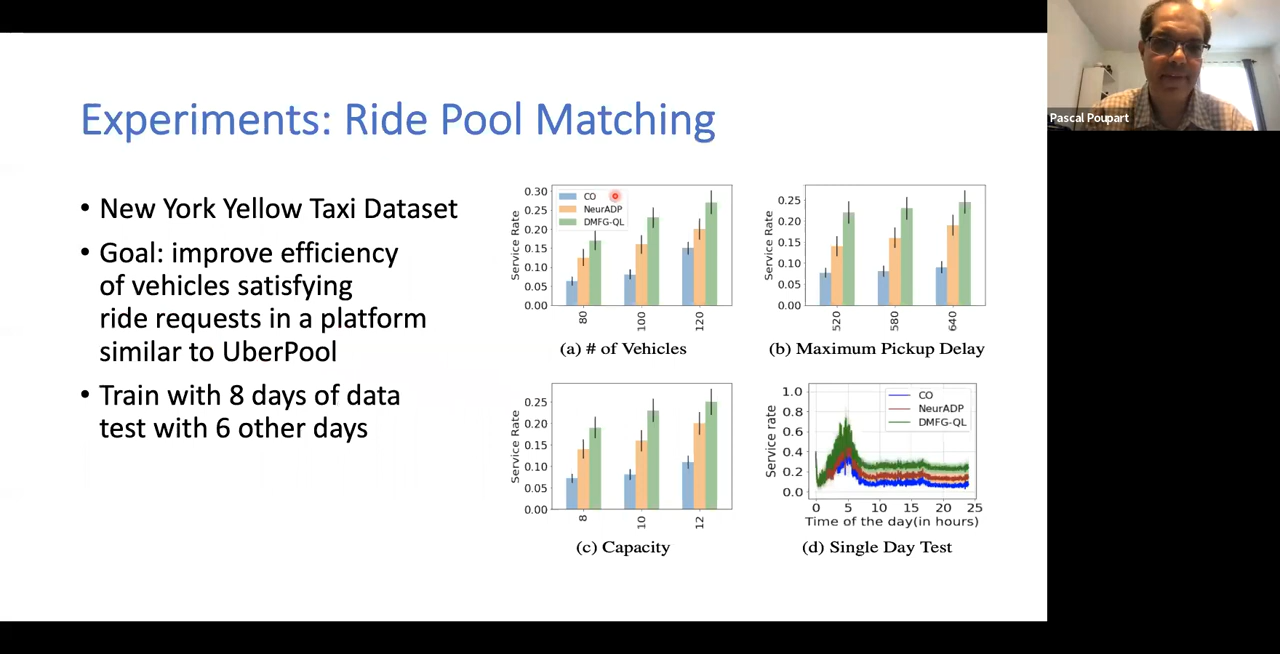 Experiments: Ride Pool Matching
• New York Yellow Taxi Dataset
• Goal: improve efficiency
of vehicles satisfying
ride requests in a platform
similar to UberPool
• Train with 8 days of data
test with 6 other days
Service Rate
0.30
0.25
0.20
0.15
0.10
0.05
0.00
CO
NeurADP
DMFG-QL
80
100
120
(a) # of Vehicles
Service Rate
0.25
0.20
0.15
0.10
0.05
0.00
520
580
640
(b) Maximum Pickup Delay
Service Rate
0.25
0.20
0.15
0.10
0.05
0.00
8
10
12
(c) Capacity
Service rate
1.0
0.8
0.6
0.4
0.2
0.0
CO
NeurADP
DMFG-QL
0 5 10 15 20 25
Time of the day(in hours)
(d) Single Day Test
Pascal Poupart